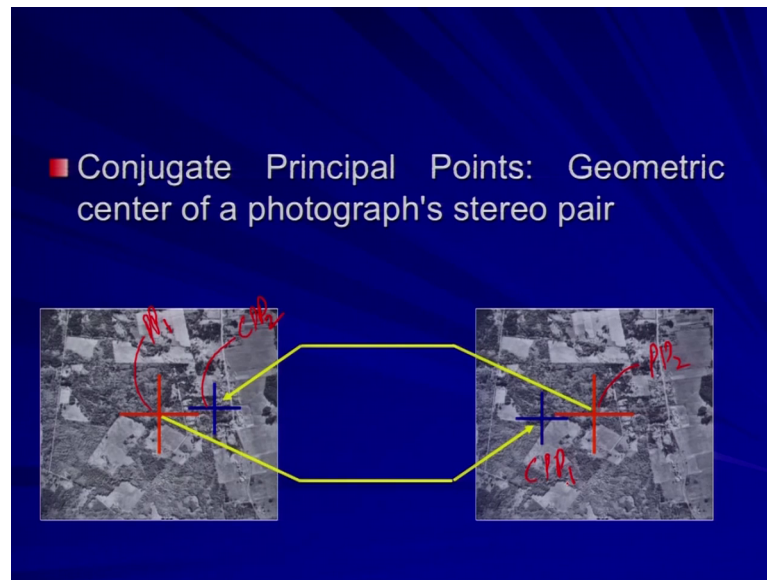 Conjugate Principal Points: Geometric
center of a photograph's stereo pair
PP1
CPP2
PP2
CPP1